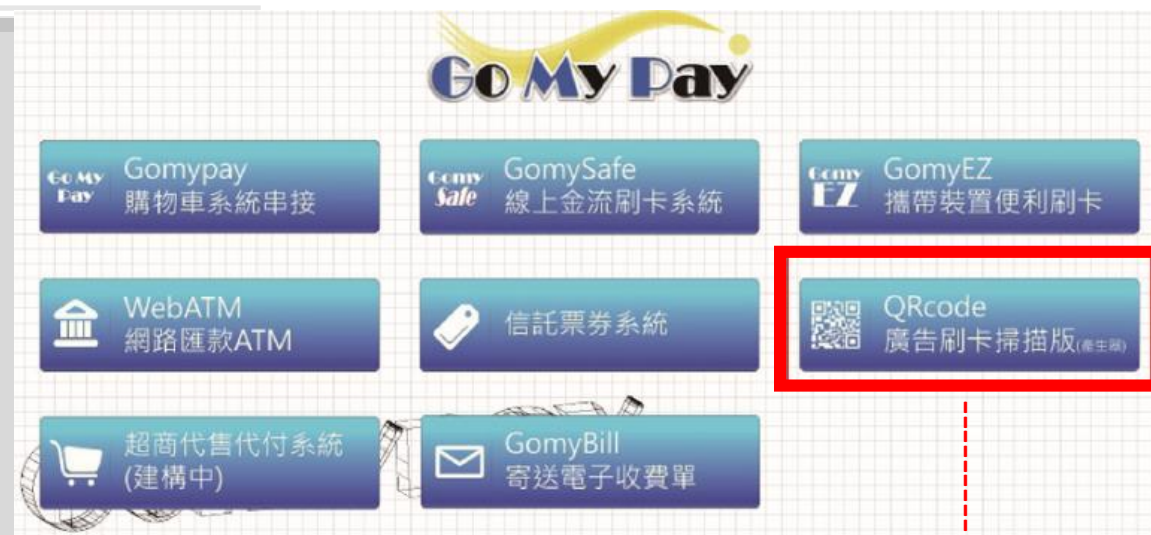 Go My Pay
Go My
Pay
Gomypay
購物車系統串接
Gomy
Safe
GomySafe
線上金流刷卡系統
Gomy
EZ
GomyEZ
攜帶裝置便利刷卡
WebATM
網路匯款ATM
信託票券系統
QRcode
廣告刷卡掃描版(產生器)
超商代售代付系統
(建構中)
GomyBill
寄送電子收費單